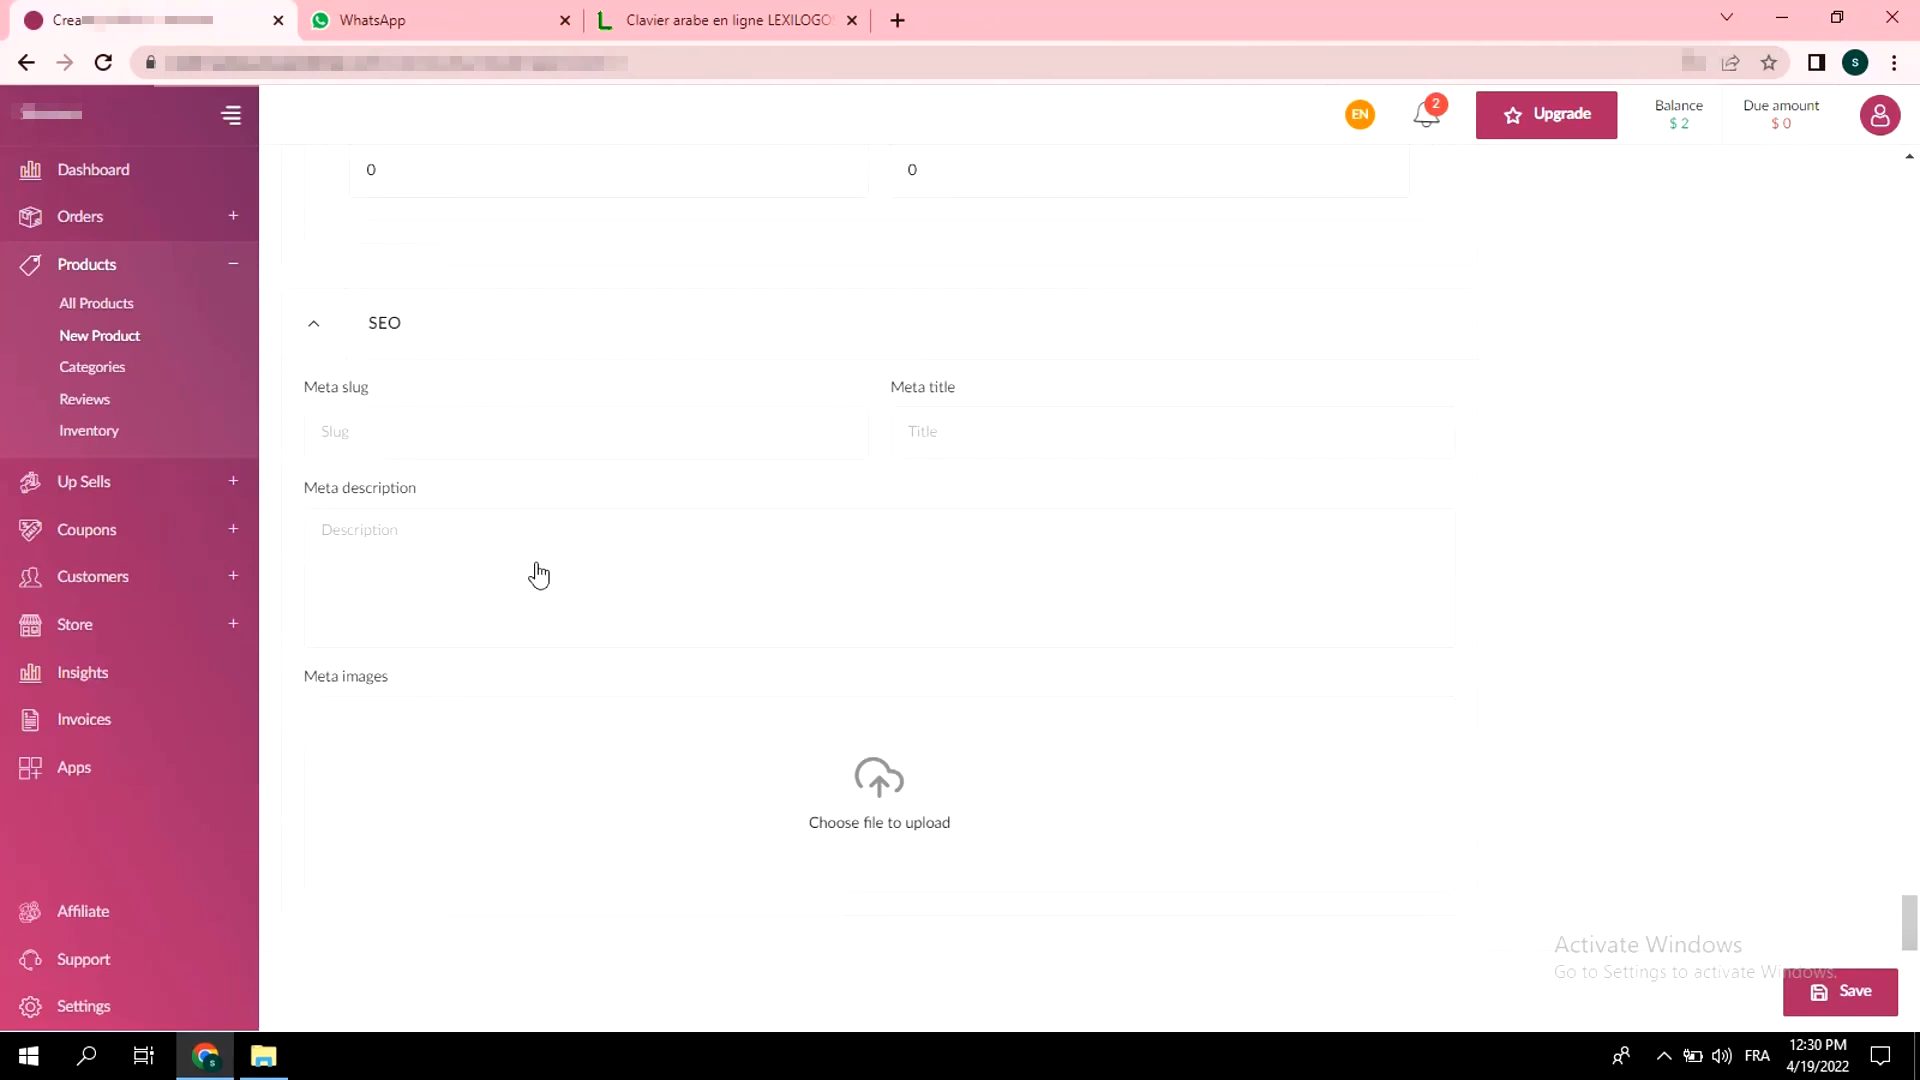 Crea
WhatsApp
Clavier arabe en ligne LEXILOGOS
S
EN
2
Upgrade
Balance
$ 2
Due amount
$ 0
Dashboard
Orders
Products
All Products
New Product
Categories
Reviews
Inventory
Up Sells
Coupons
Customers
Store
Insights
Invoices
Apps
Affiliate
Support
Settings
0
0
SEO
Meta slug
Meta title
Slug
Title
Meta description
Description
Meta images
Choose file to upload
Activate Windows
Go to Settings to activate Windows.
Save
FRA
12:30 PM
4/19/2022